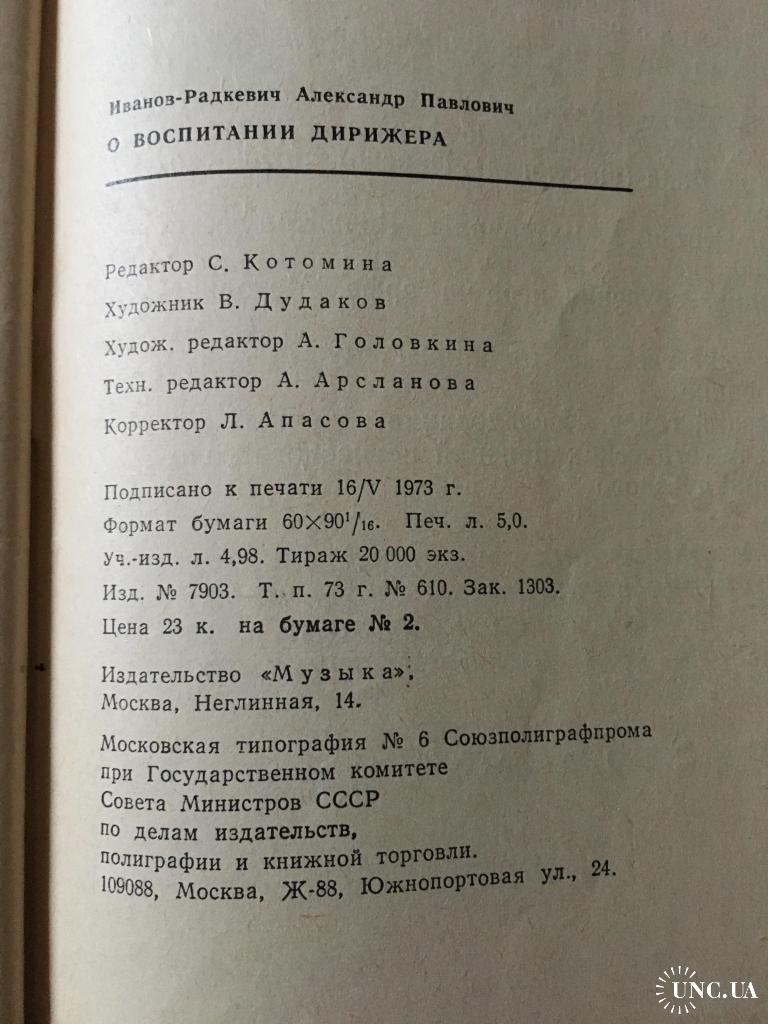 Иванов-Радкевич Александр Павлович
О ВОСПИТАНИИ ДИРИЖЕРА
Редактор С. Котомина
Художник В. Дудаков
Худож. редактор А. Головкина
Техн. редактор А. Арсланова
Корректор Л. Апасова
Подписано к печати 16/V 1973 г.
Формат бумаги 60×90¹/₁₆. Печ. л. 5,0.
Уч.-изд. л. 4,98. Тираж 20 000 экз.
Изд. № 7903. Т. п. 73 г. № 610. Зак. 1303.
Цена 23 к. на бумаге № 2.
Издательство «Музыка»,
Москва, Неглинная, 14.
Московская типография № 6 Союзполиграфпрома
при Государственном комитете
Совета Министров СССР
по делам издательств,
полиграфии и книжной торговли.
109088, Москва, Ж-88, Южнопортовая ул., 24.
UNC.UA